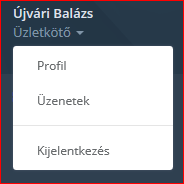 Újvári Balázs
Üzletkötő
Profil
Üzenetek
Kijelentkezés